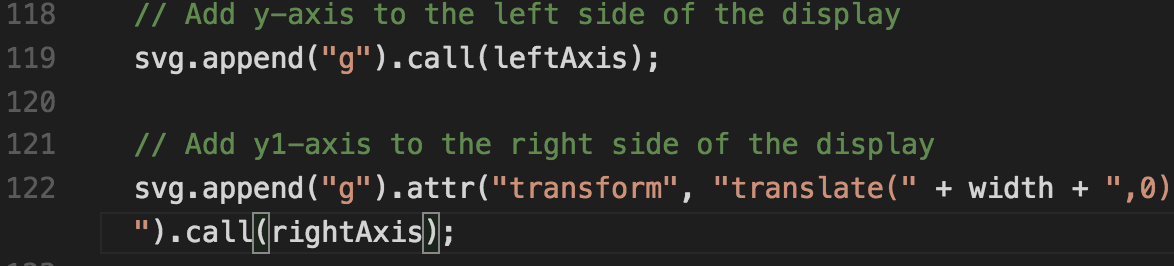 118 // Add y-axis to the left side of the display
119 svg.append("g").call(leftAxis);
120
121 // Add y1-axis to the right side of the display
122 svg.append("g").attr("transform", "translate(" + width + ",0)
").call(rightAxis);